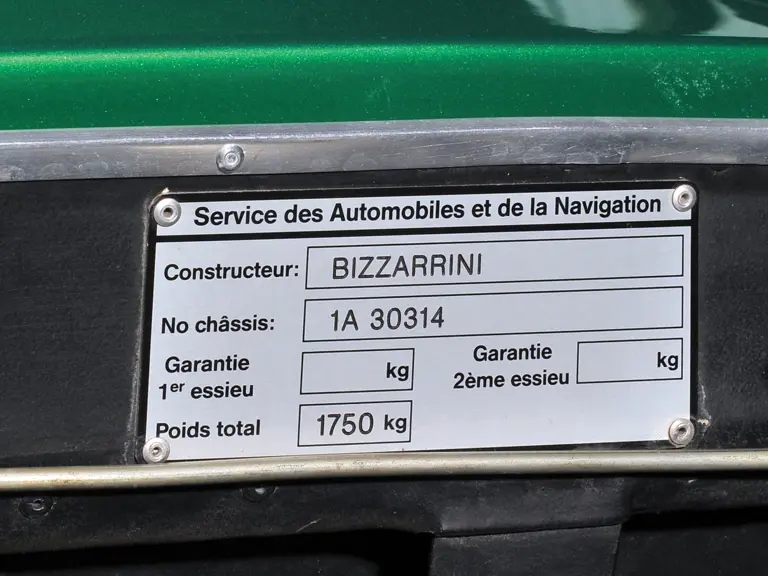 Service des Automobiles et de la Navigation
Constructeur: BIZZARRINI
No châssis: 1A 30314
Garantie 1er essieu kg Garantie 2ème essieu kg
Poids total 1750 kg